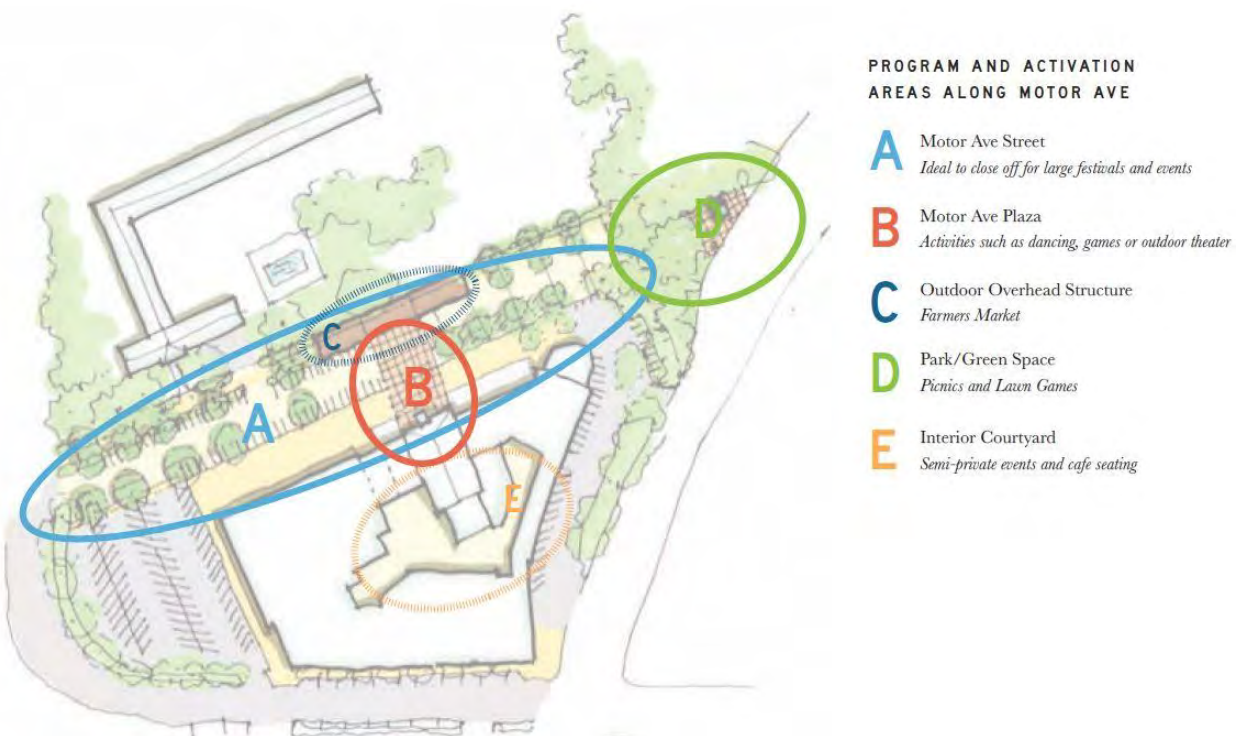 PROGRAM AND ACTIVATION
AREAS ALONG MOTOR AVE
A
Motor Ave Street
Ideal to close off for large festivals and events
B
Motor Ave Plaza
Activities such as dancing, games or outdoor theater
C
Outdoor Overhead Structure
Farmers Market
D
Park/Green Space
Picnics and Lawn Games
E
Interior Courtyard
Semi-private events and cafe seating
D
C
B
A
E